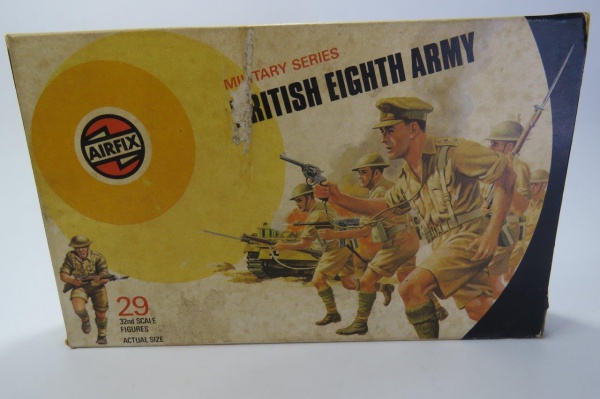 MILITARY SERIES
BRITISH EIGHTH ARMY
AIRFIX
29
32nd SCALE
FIGURES
ACTUAL SIZE